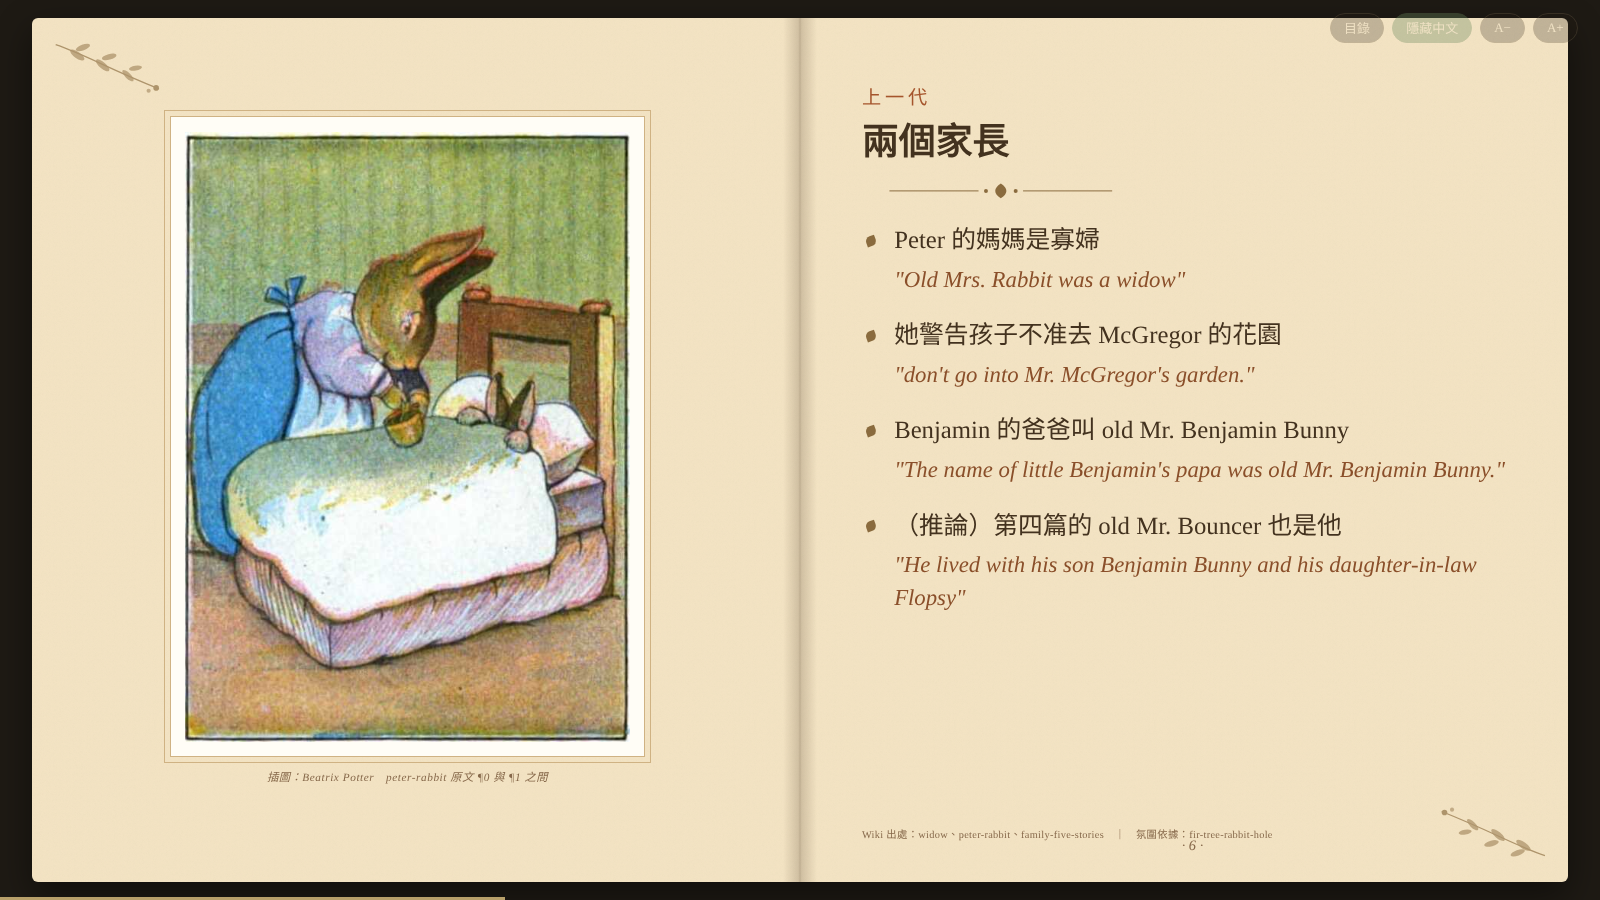 目錄 隱藏中文 A− A+
上一代
兩個家長
Peter 的媽媽是寡婦
"Old Mrs. Rabbit was a widow"
她警告孩子不准去 McGregor 的花園
"don't go into Mr. McGregor's garden."
Benjamin 的爸爸叫 old Mr. Benjamin Bunny
"The name of little Benjamin's papa was old Mr. Benjamin Bunny."
（推論）第四篇的 old Mr. Bouncer 也是他
"He lived with his son Benjamin Bunny and his daughter-in-law
Flopsy"
插圖：Beatrix Potter peter-rabbit 原文 ¶0 與 ¶1 之間
Wiki 出處：widow、peter-rabbit、family-five-stories ｜ 氛圍依據：fir-tree-rabbit-hole
· 6 ·